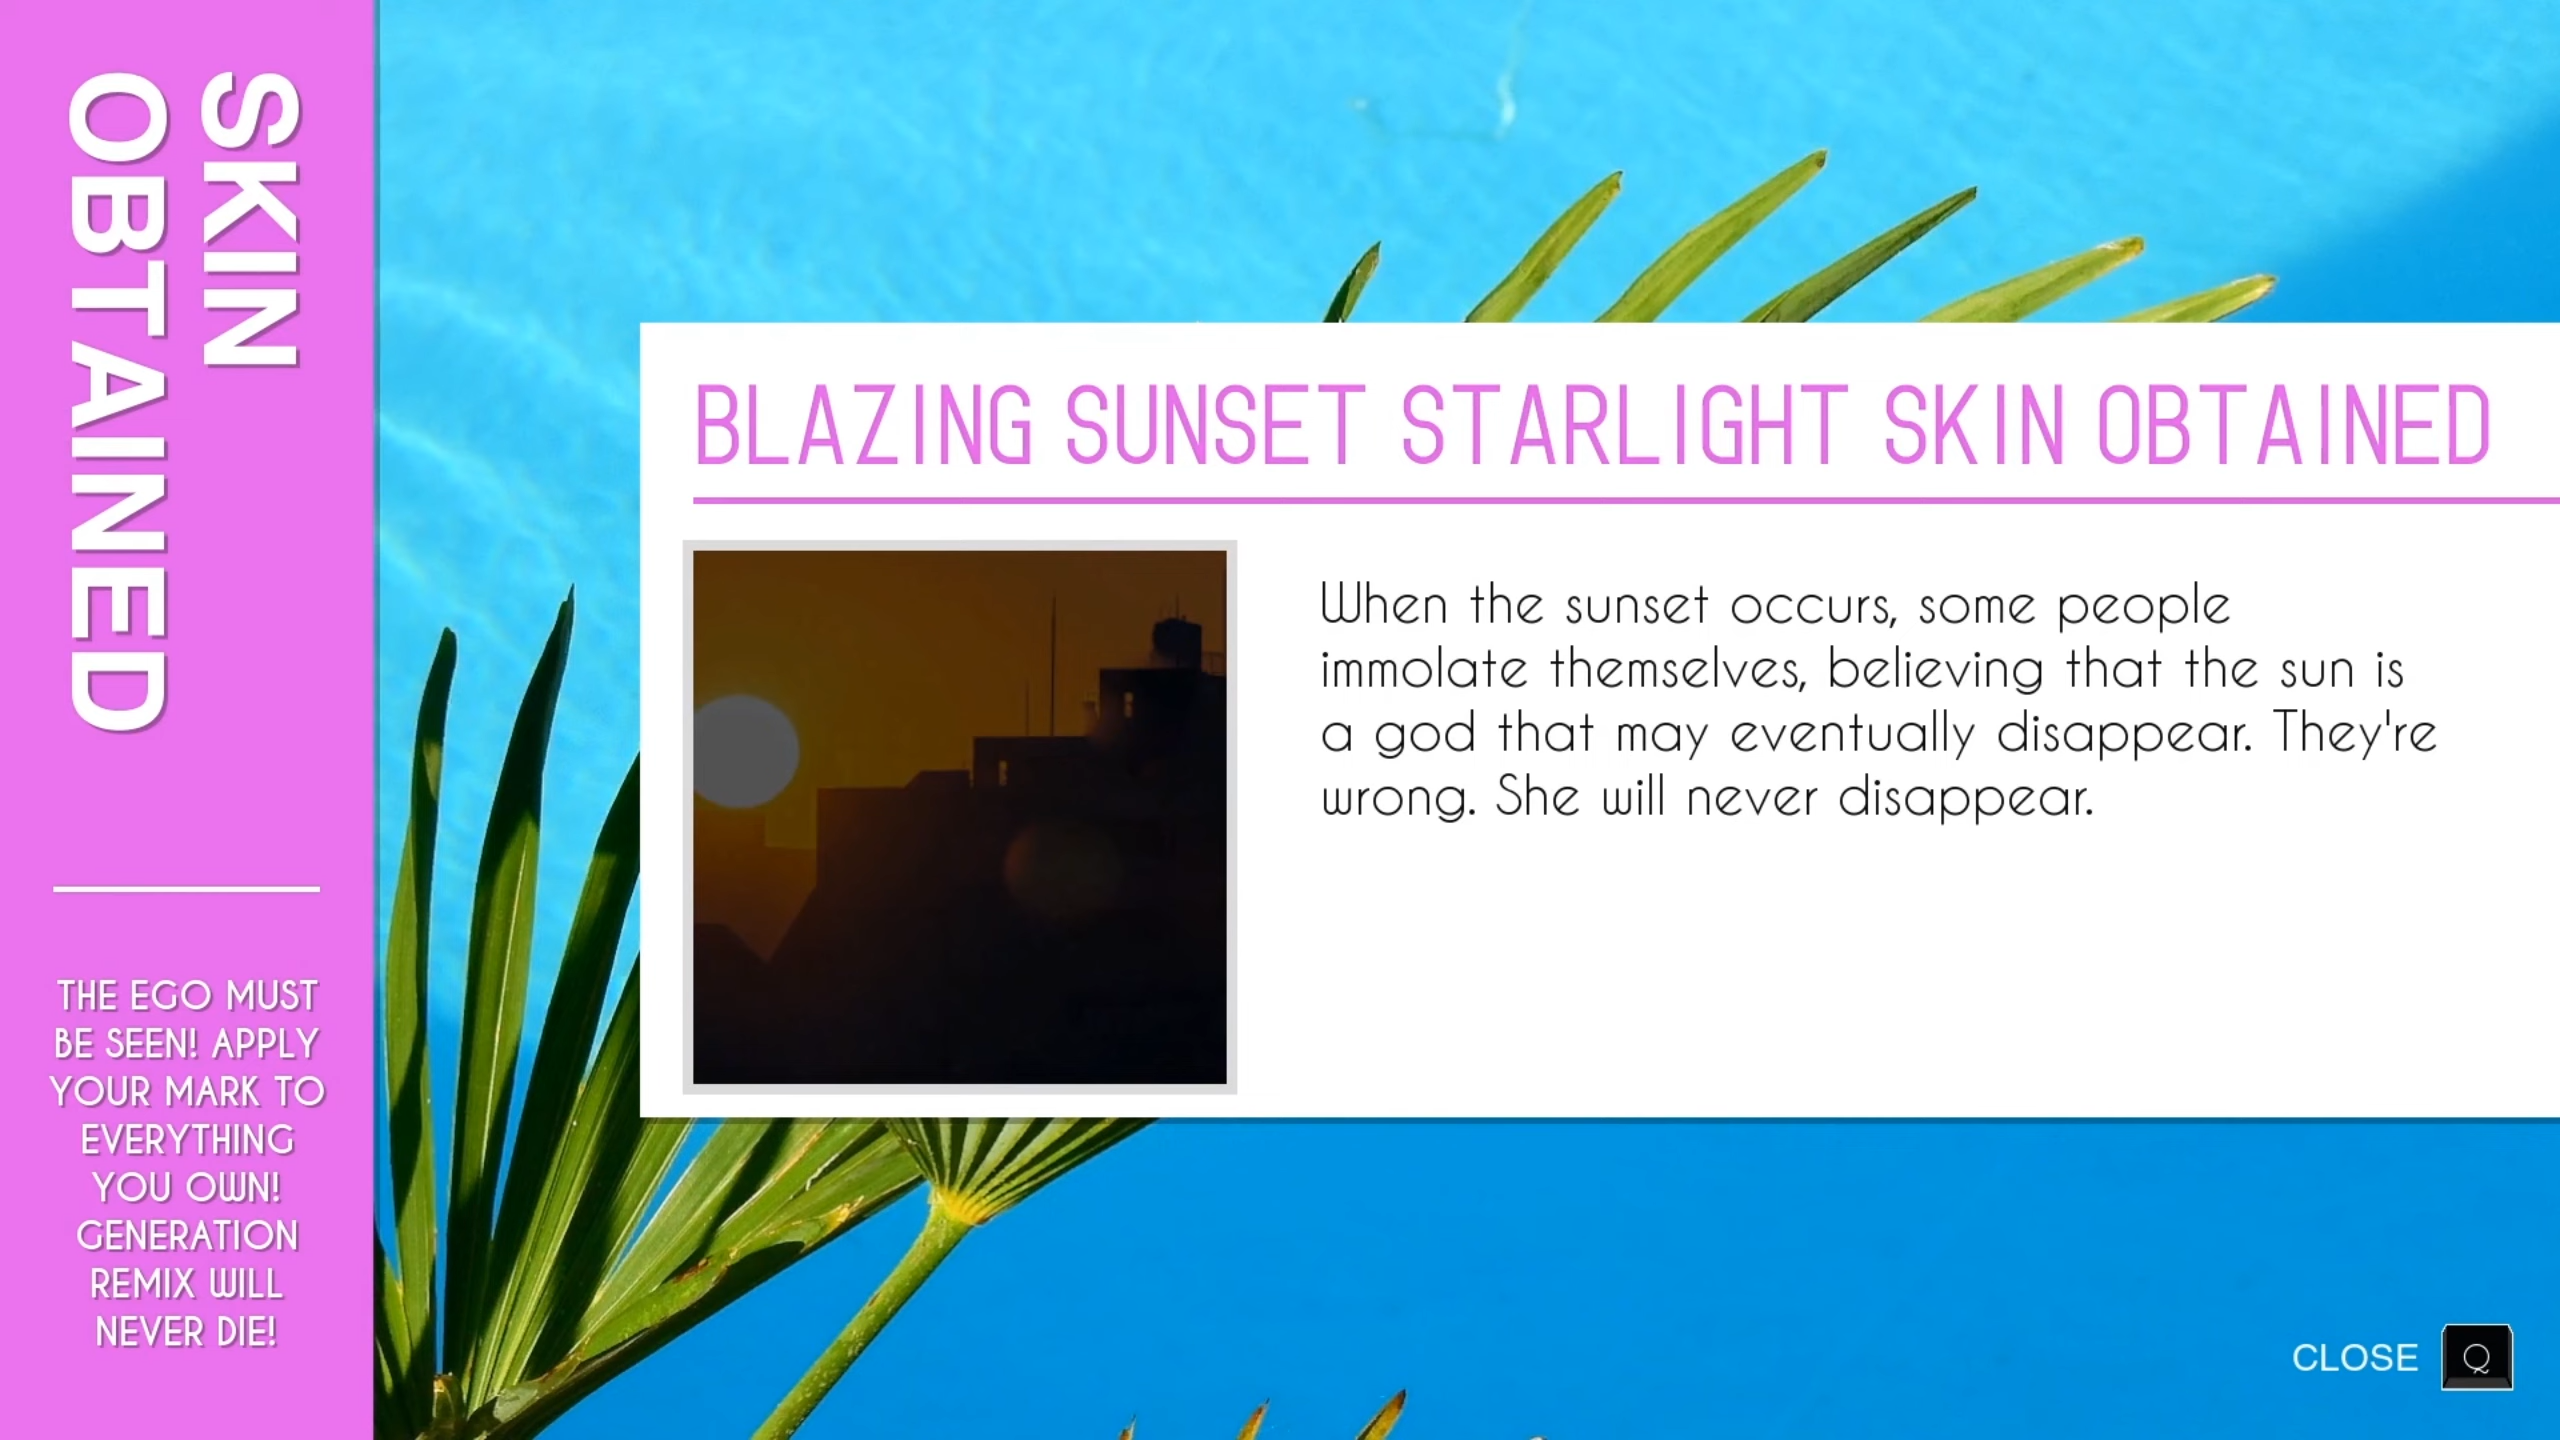 SKIN
OBTAINED
THE EGO MUST
BE SEEN! APPLY
YOUR MARK TO
EVERYTHING
YOU OWN!
GENERATION
REMIX WILL
NEVER DIE!
BLAZING SUNSET STARLIGHT SKIN OBTAINED
When the sunset occurs, some people
immolate themselves, believing that the sun is
a god that may eventually disappear. They're
wrong. She will never disappear.
CLOSE Q